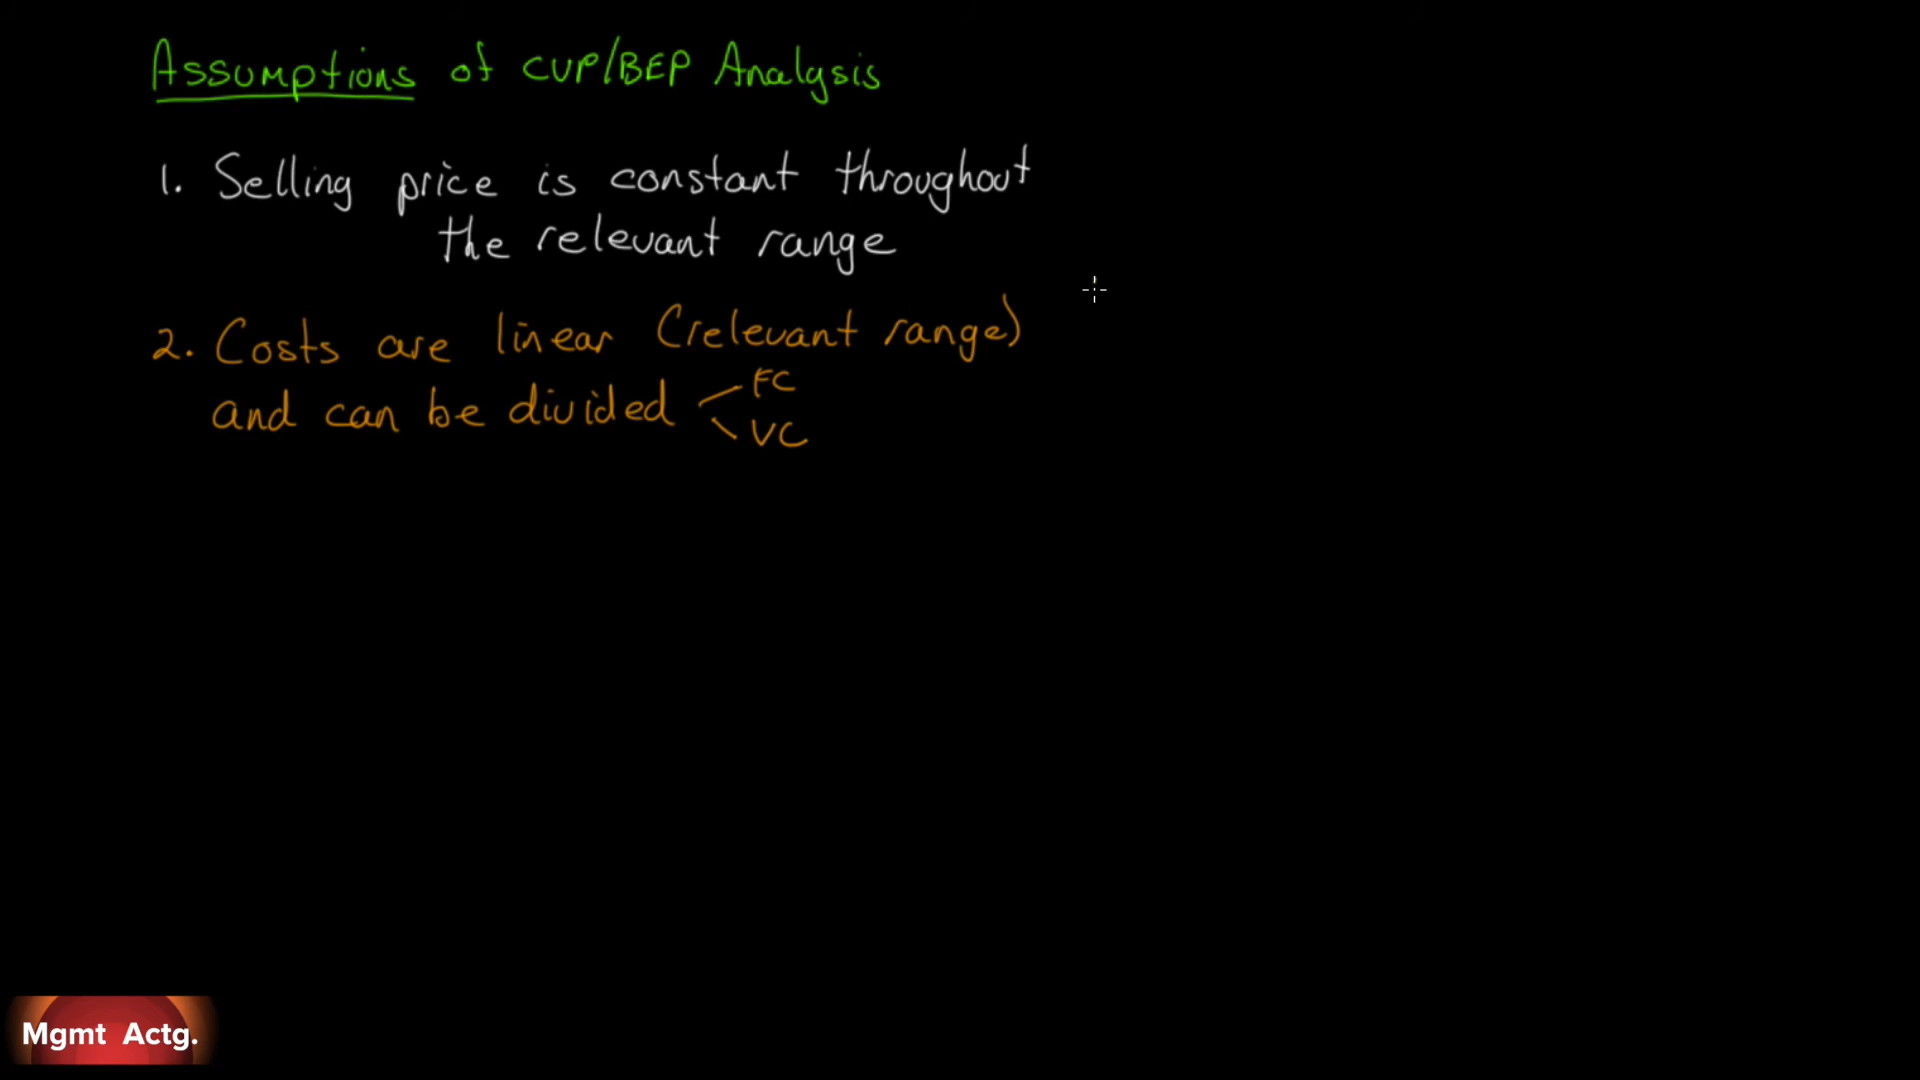 Assumptions of CVP/BEP Analysis
1. Selling price is constant throughout
the relevant range
2. Costs are linear (relevant range)
and can be divided FC
VC
Mgmt Actg.